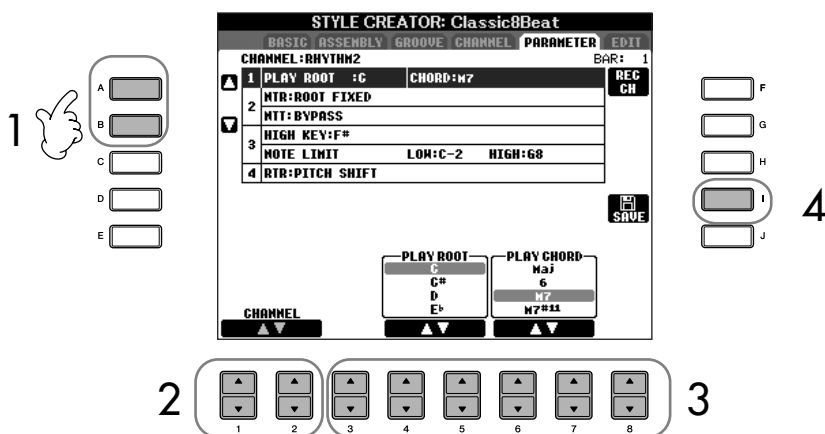 STYLE CREATOR: Classic8Beat
BASIC ASSEMBLY GROOVE CHANNEL PARAMETER EDIT
CHANNEL:RHYTHM2 BAR: 1
1 PLAY ROOT :C CHORD:M7 REC CH
2 NTR:ROOT FIXED
NTT:BYPASS
3 HIGH KEY:F#
NOTE LIMIT LOW:C-2 HIGH:G8
4 RTR:PITCH SHIFT
SAVE
PLAY ROOT PLAY CHORD
C Maj
C# 6
D M7
E♭ M7#11
CHANNEL
A
B
C
D
E
F
G
H
I
J
1
4
2
3
1 2 3 4 5 6 7 8